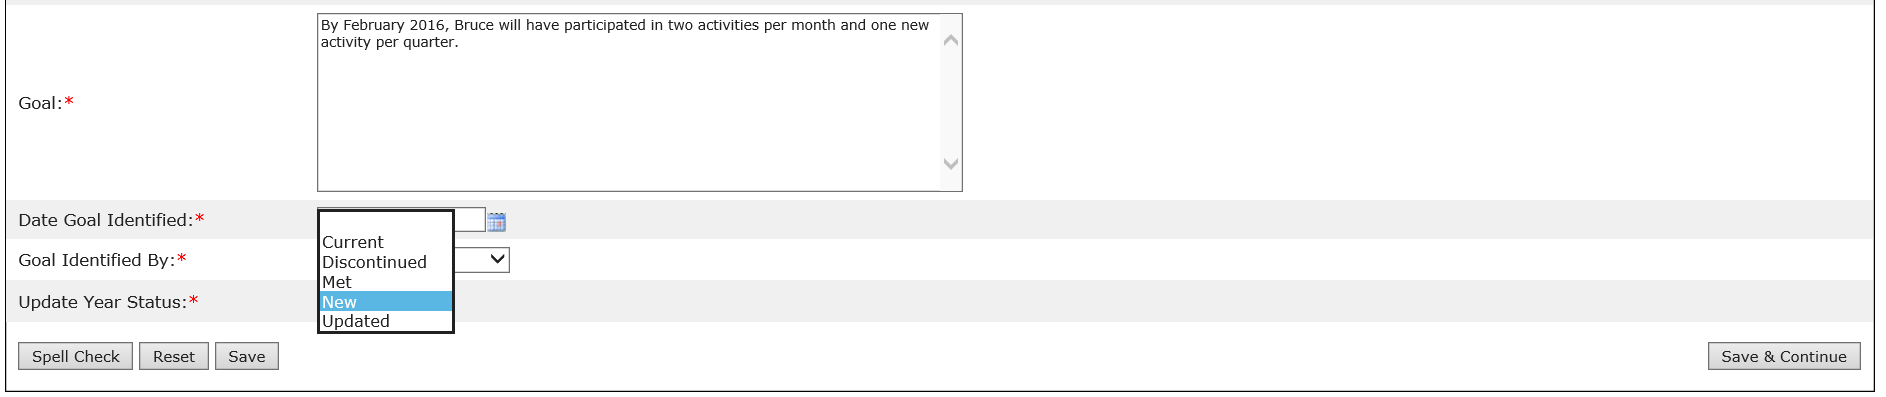 By February 2016, Bruce will have participated in two activities per month and one new
activity per quarter.
Goal:*
Date Goal Identified:*
Goal Identified By:*
Update Year Status:*
Current
Discontinued
Met
New
Updated
Spell Check
Reset
Save
Save & Continue